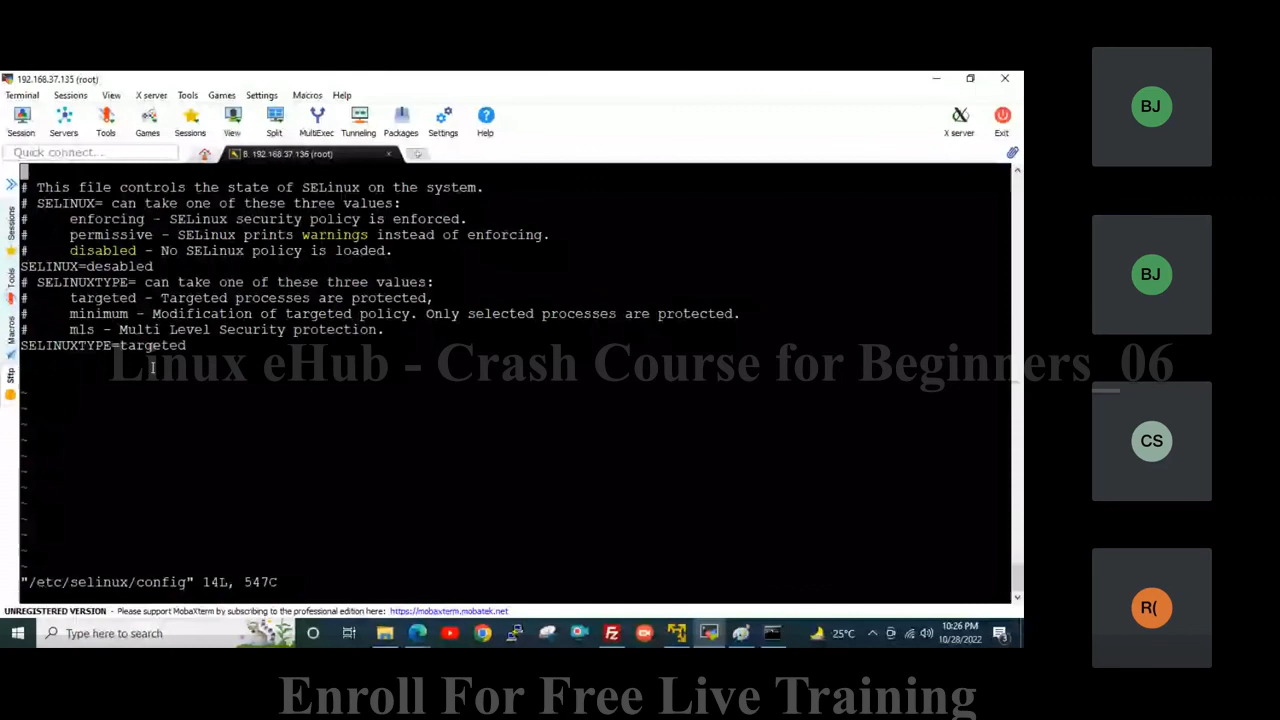 192.168.37.135 (root)
Terminal Sessions View X server Tools Games Settings Macros Help
Session Servers Tools Games Sessions View Split MultiExec Tunneling Packages Settings Help X server Exit
Quick connect...
8. 192.168.37.135 (root)
# This file controls the state of SELinux on the system.
# SELINUX= can take one of these three values:
#     enforcing - SELinux security policy is enforced.
#     permissive - SELinux prints warnings instead of enforcing.
#     disabled - No SELinux policy is loaded.
SELINUX=desabled
# SELINUXTYPE= can take one of these three values:
#     targeted - Targeted processes are protected,
#     minimum - Modification of targeted policy. Only selected processes are protected.
#     mls - Multi Level Security protection.
SELINUXTYPE=targeted
~
~
~
~
~
~
"/etc/selinux/config" 14L, 547C
Sessions
Tools
Macros
Sftp
UNREGISTERED VERSION - Please support MobaXterm by subscribing to the professional edition here: https://mobaxterm.mobatek.net
Type here to search
25°C
10:26 PM
10/28/2022
3
BJ
BJ
CS
R(
Linux eHub - Crash Course for Beginners_06
Enroll For Free Live Training